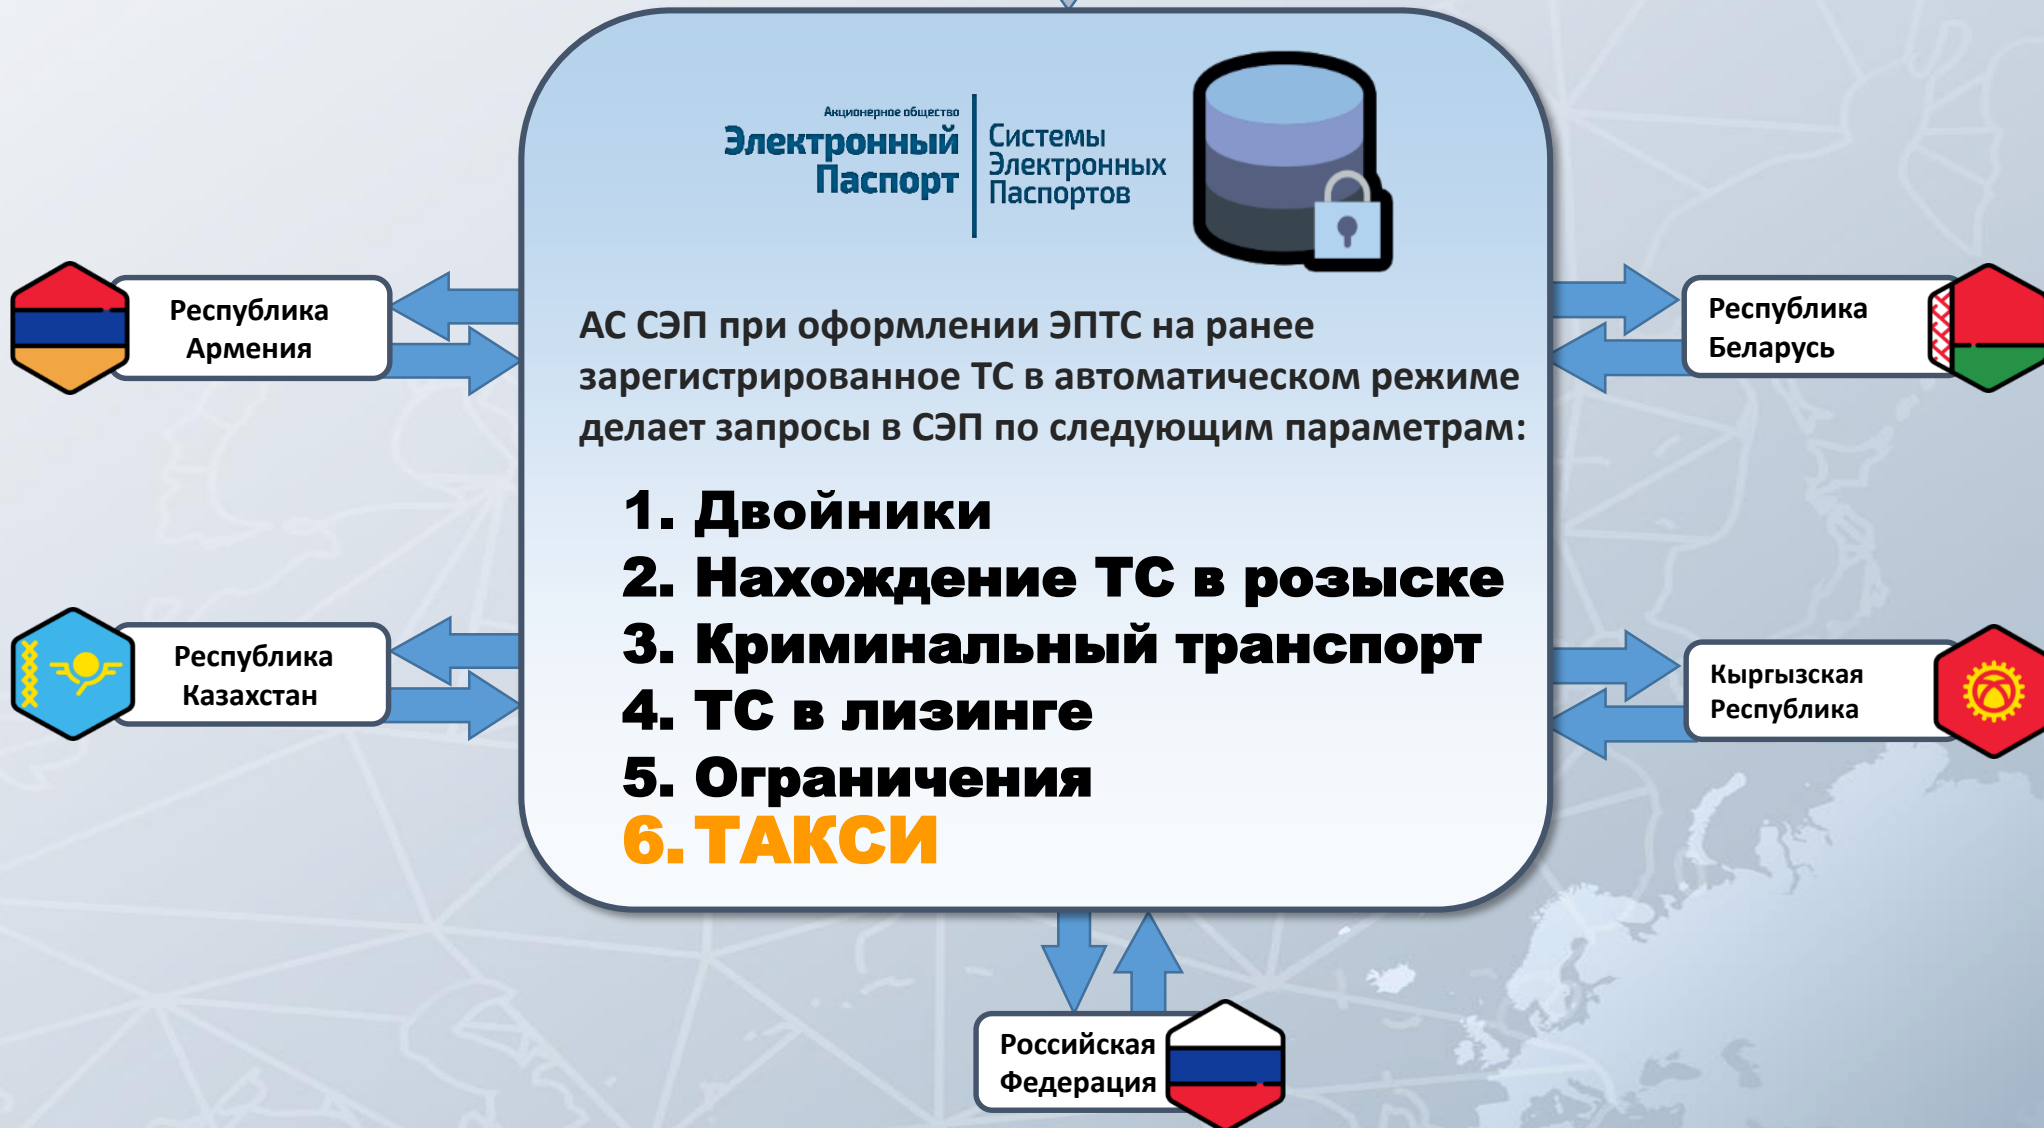 Акционерное общество
Электронный
Паспорт
Системы
Электронных
Паспортов
АС СЭП при оформлении ЭПТС на ранее
зарегистрированное ТС в автоматическом режиме
делает запросы в СЭП по следующим параметрам:
1. Двойники
2. Нахождение ТС в розыске
3. Криминальный транспорт
4. ТС в лизинге
5. Ограничения
6. ТАКСИ
Республика
Армения
Республика
Беларусь
Республика
Казахстан
Кыргызская
Республика
Российская
Федерация